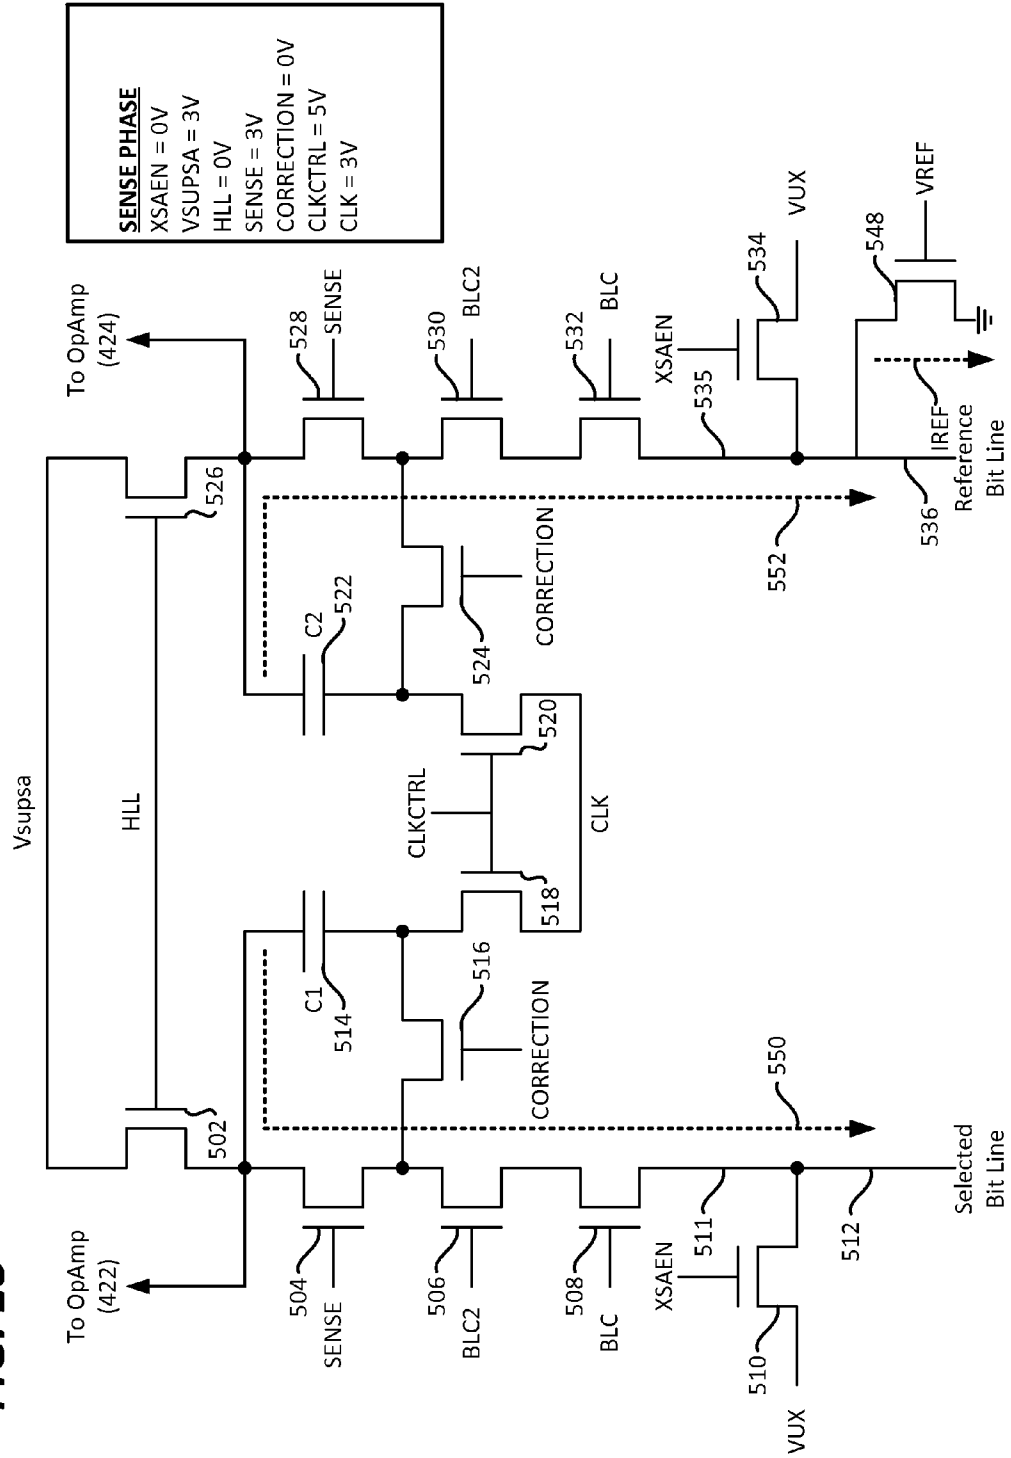 SENSE PHASE
XSAEN = 0V
VSUPSA = 3V
HLL = 0V
SENSE = 3V
CORRECTION = 0V
CLKCTRL = 5V
CLK = 3V
Vsupsa
HLL
To OpAmp
(422)
To OpAmp
(424)
502
526
504
SENSE
528
SENSE
C1
514
C2
522
506
BLC2
530
BLC2
516
CORRECTION
524
CORRECTION
CLKCTRL
518
520
CLK
508
BLC
532
BLC
XSAEN
511
XSAEN
535
510
VUX
534
VUX
550
552
512
Selected
Bit Line
536
Reference
Bit Line
IREF
548
VREF